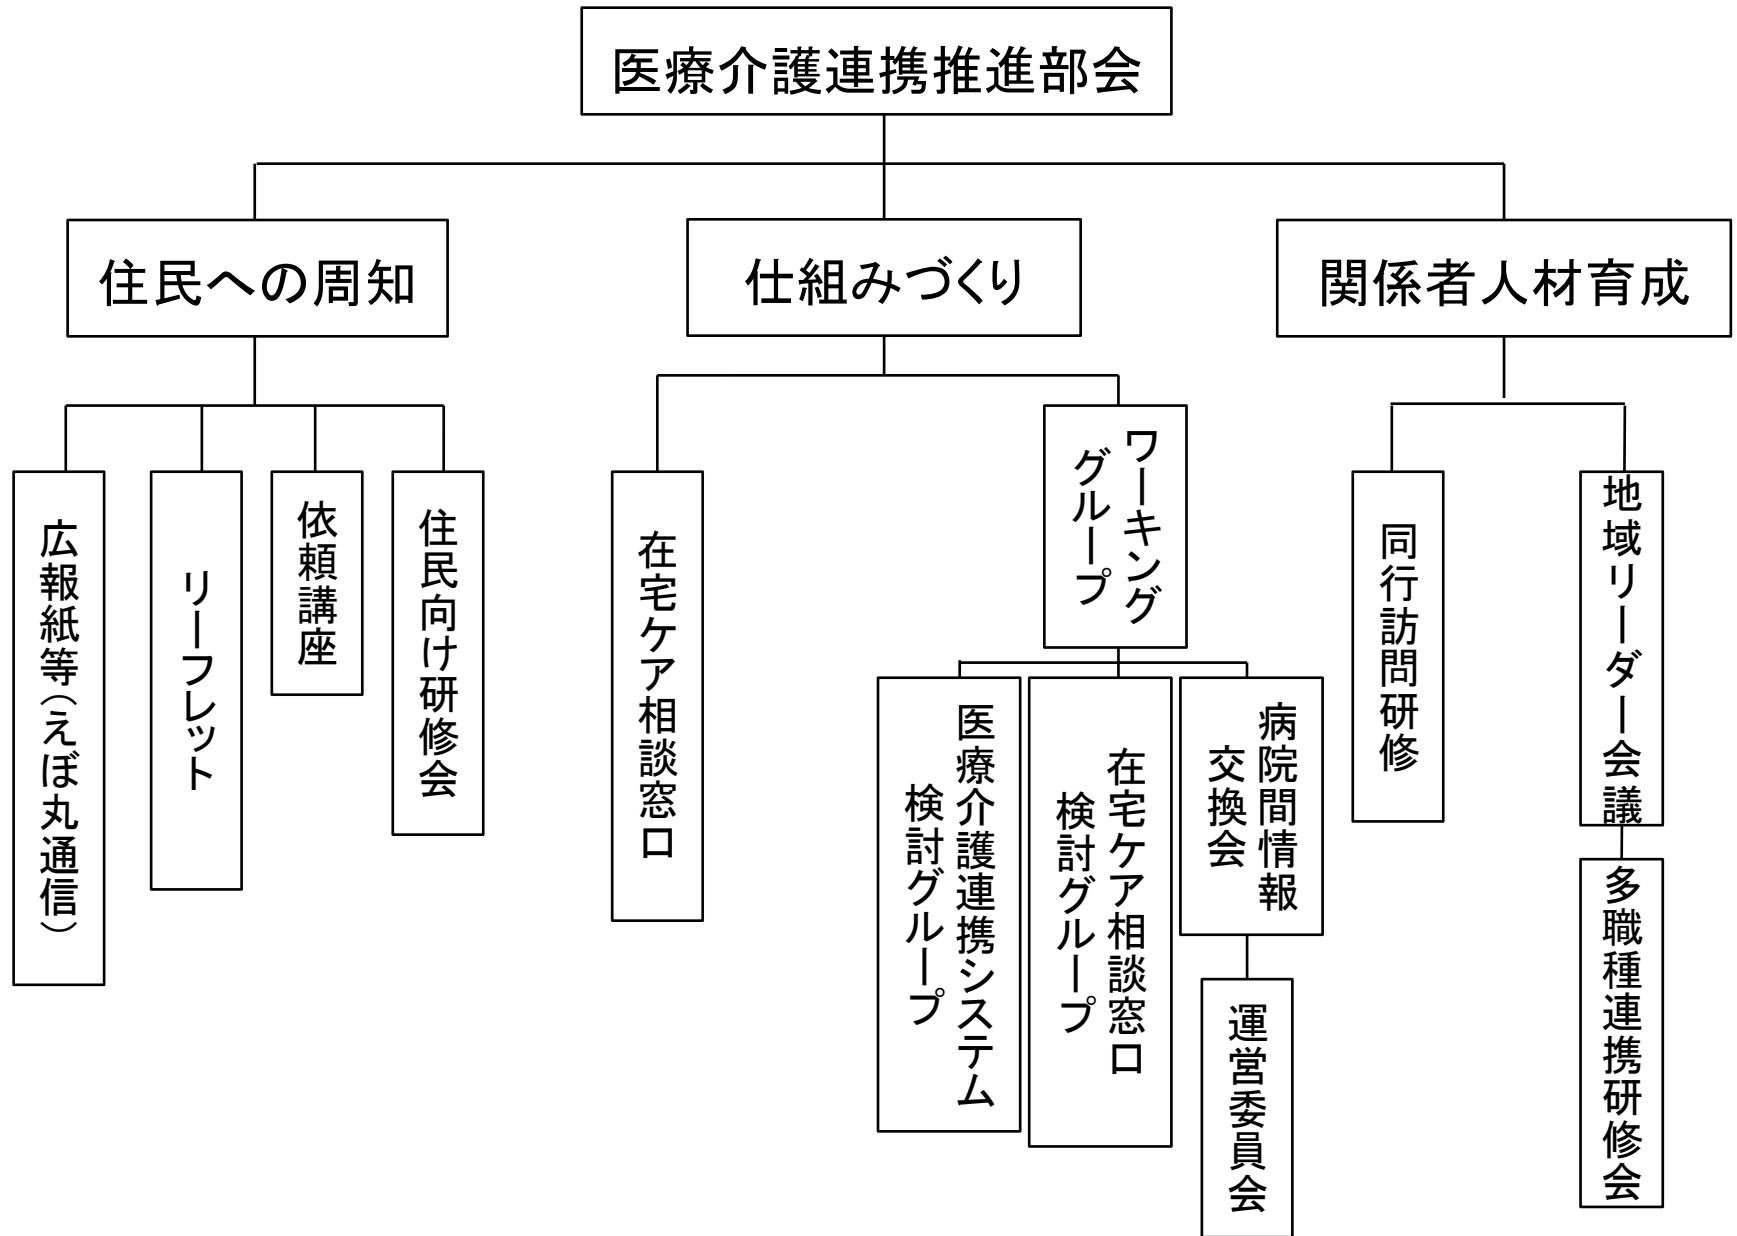 医療介護連携推進部会
住民への周知
仕組みづくり
関係者人材育成
広報紙等（えぼ丸通信）
リーフレット
依頼講座
住民向け研修会
在宅ケア相談窓口
ワーキング
グループ
医療介護連携システム
検討グループ
在宅ケア相談窓口
検討グループ
病院間情報
交換会
運営委員会
同行訪問研修
地域リーダー会議
多職種連携研修会